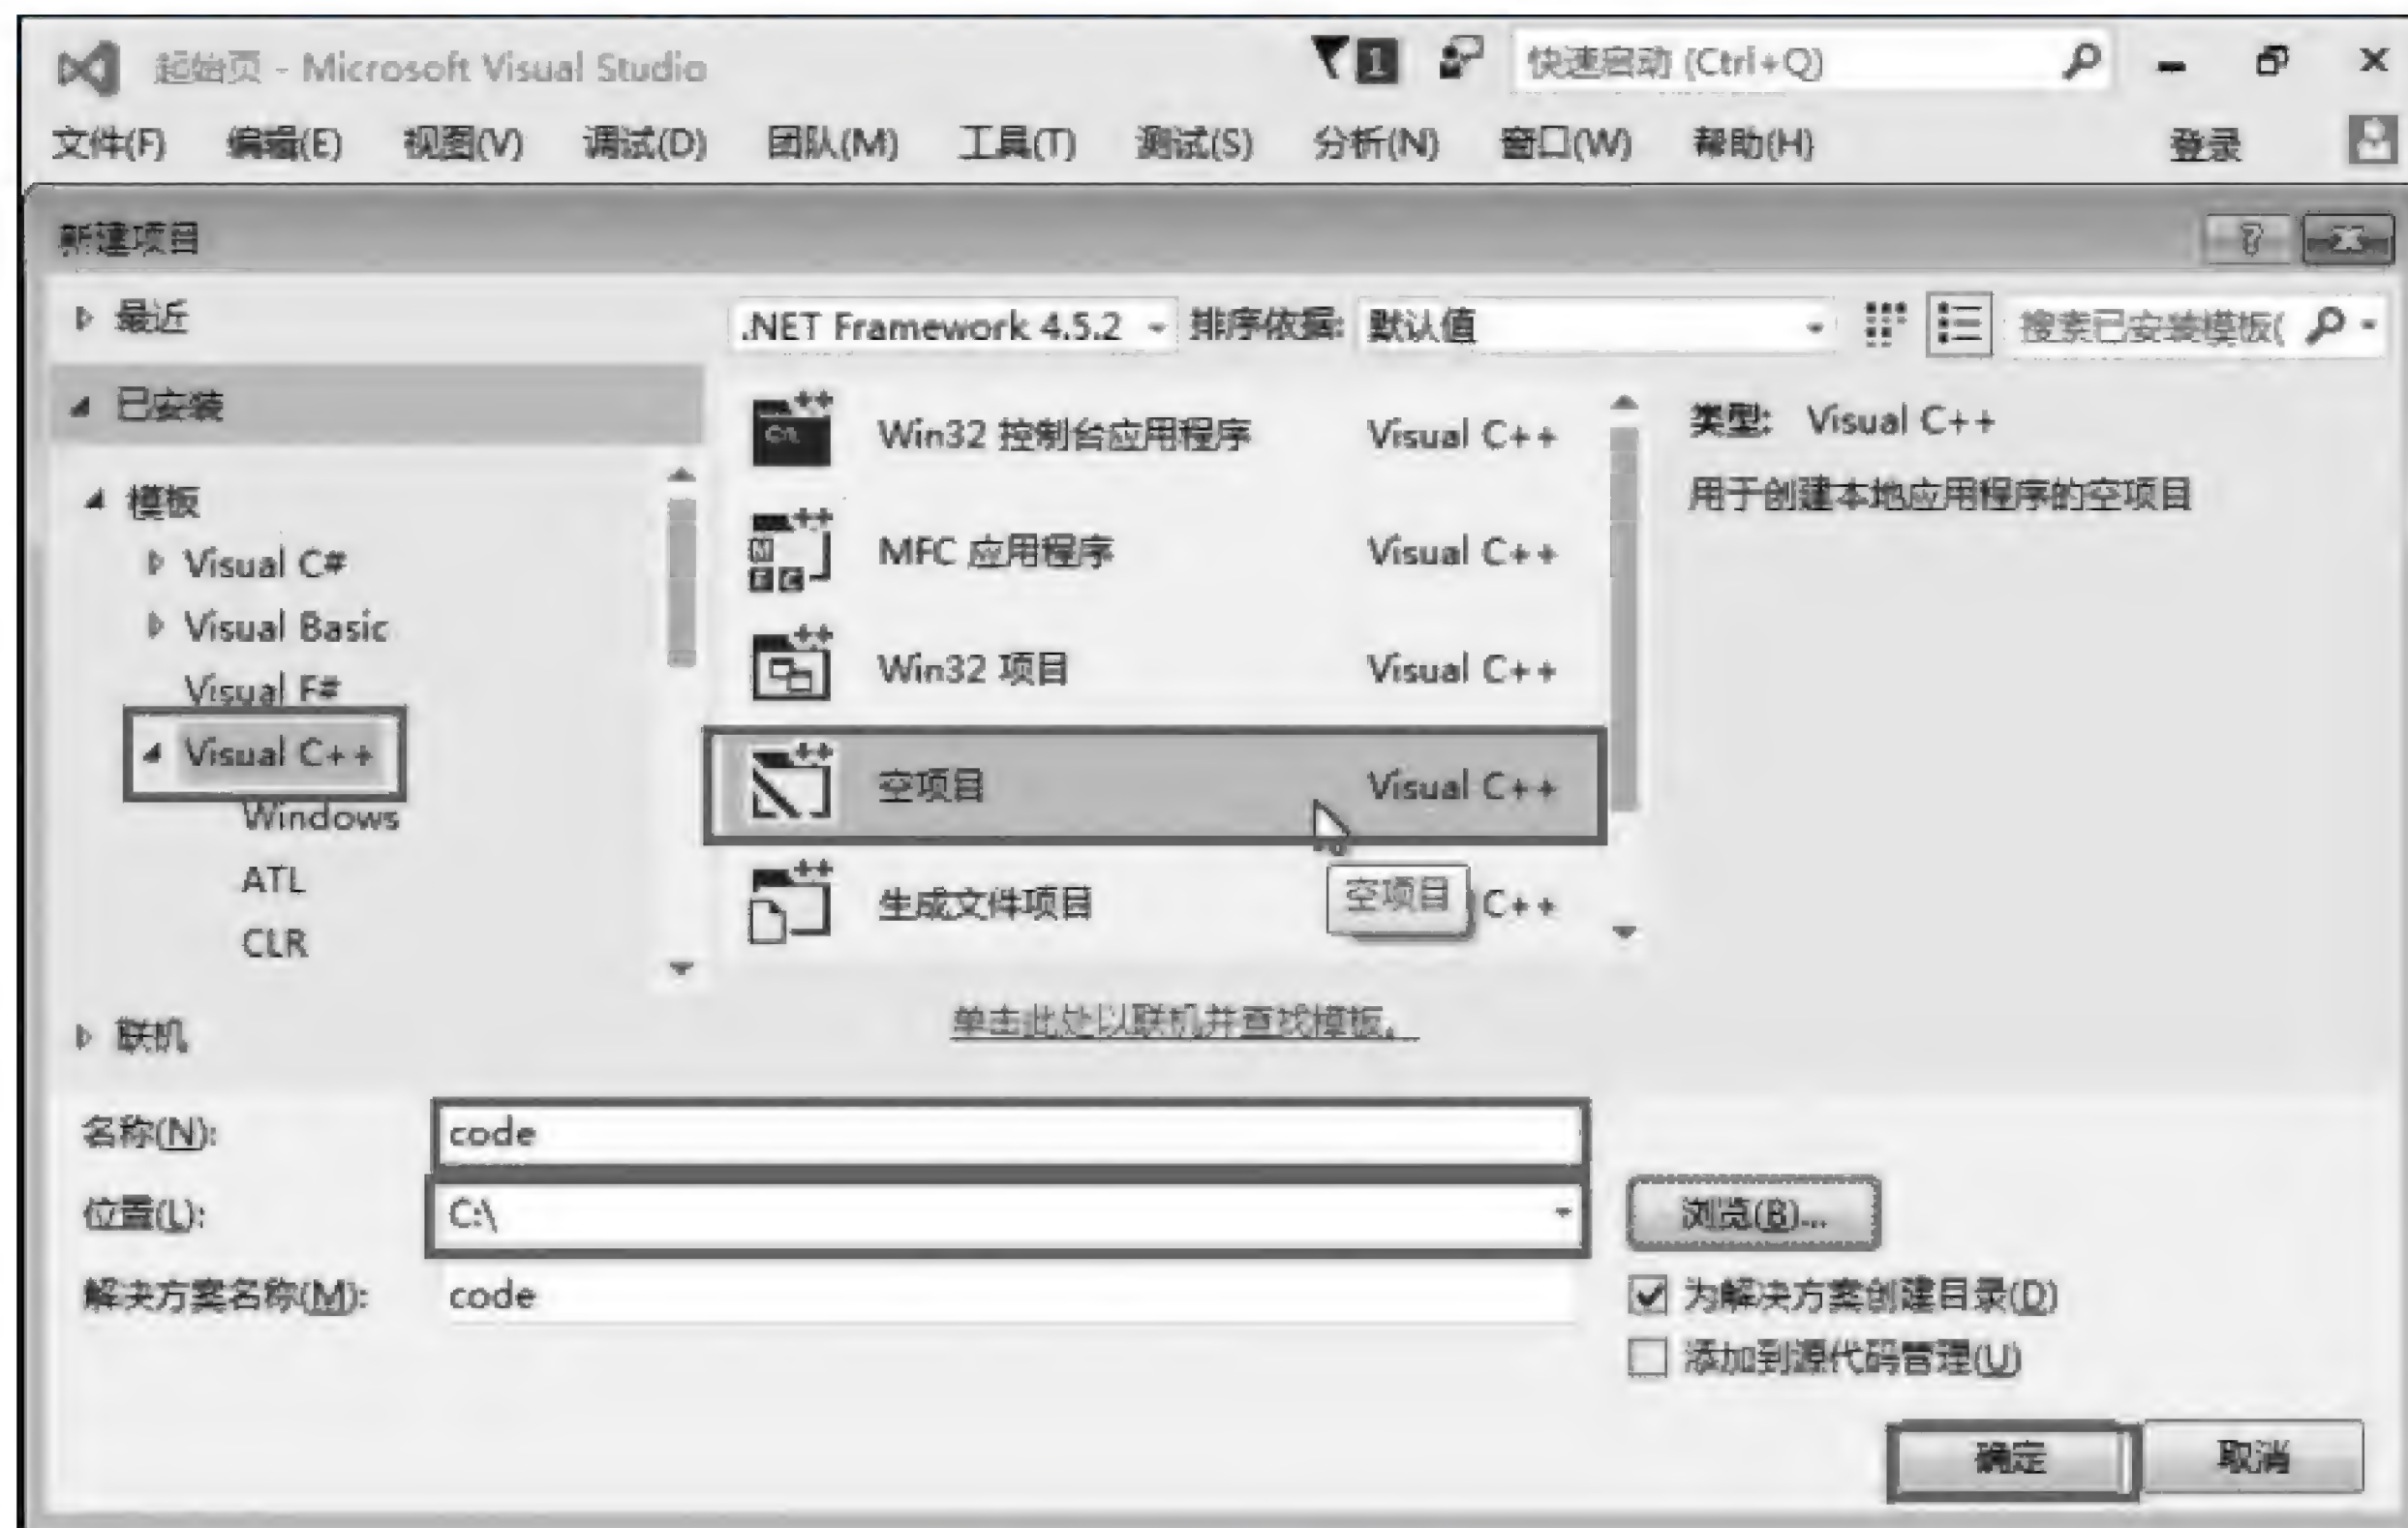 起始页 - Microsoft Visual Studio
1
快速启动 (Ctrl+Q)
文件(F) 编辑(E) 视图(V) 调试(D) 团队(M) 工具(T) 测试(S) 分析(N) 窗口(W) 帮助(H) 登录
新建项目
?
最近
.NET Framework 4.5.2 排序依据: 默认值 搜索已安装模板(
已安装
模板
Visual C#
Visual Basic
Visual F#
Visual C++
Windows
ATL
CLR
联机
Win32 控制台应用程序 Visual C++
MFC 应用程序 Visual C++
Win32 项目 Visual C++
空项目 Visual C++
生成文件项目 C++
空项目
单击此处以联机并查找模板。
类型: Visual C++
用于创建本地应用程序的空项目
名称(N): code
位置(L): C:\ 浏览(B)...
解决方案名称(M): code 为解决方案创建目录(D)
添加到源代码管理(U)
确定 取消